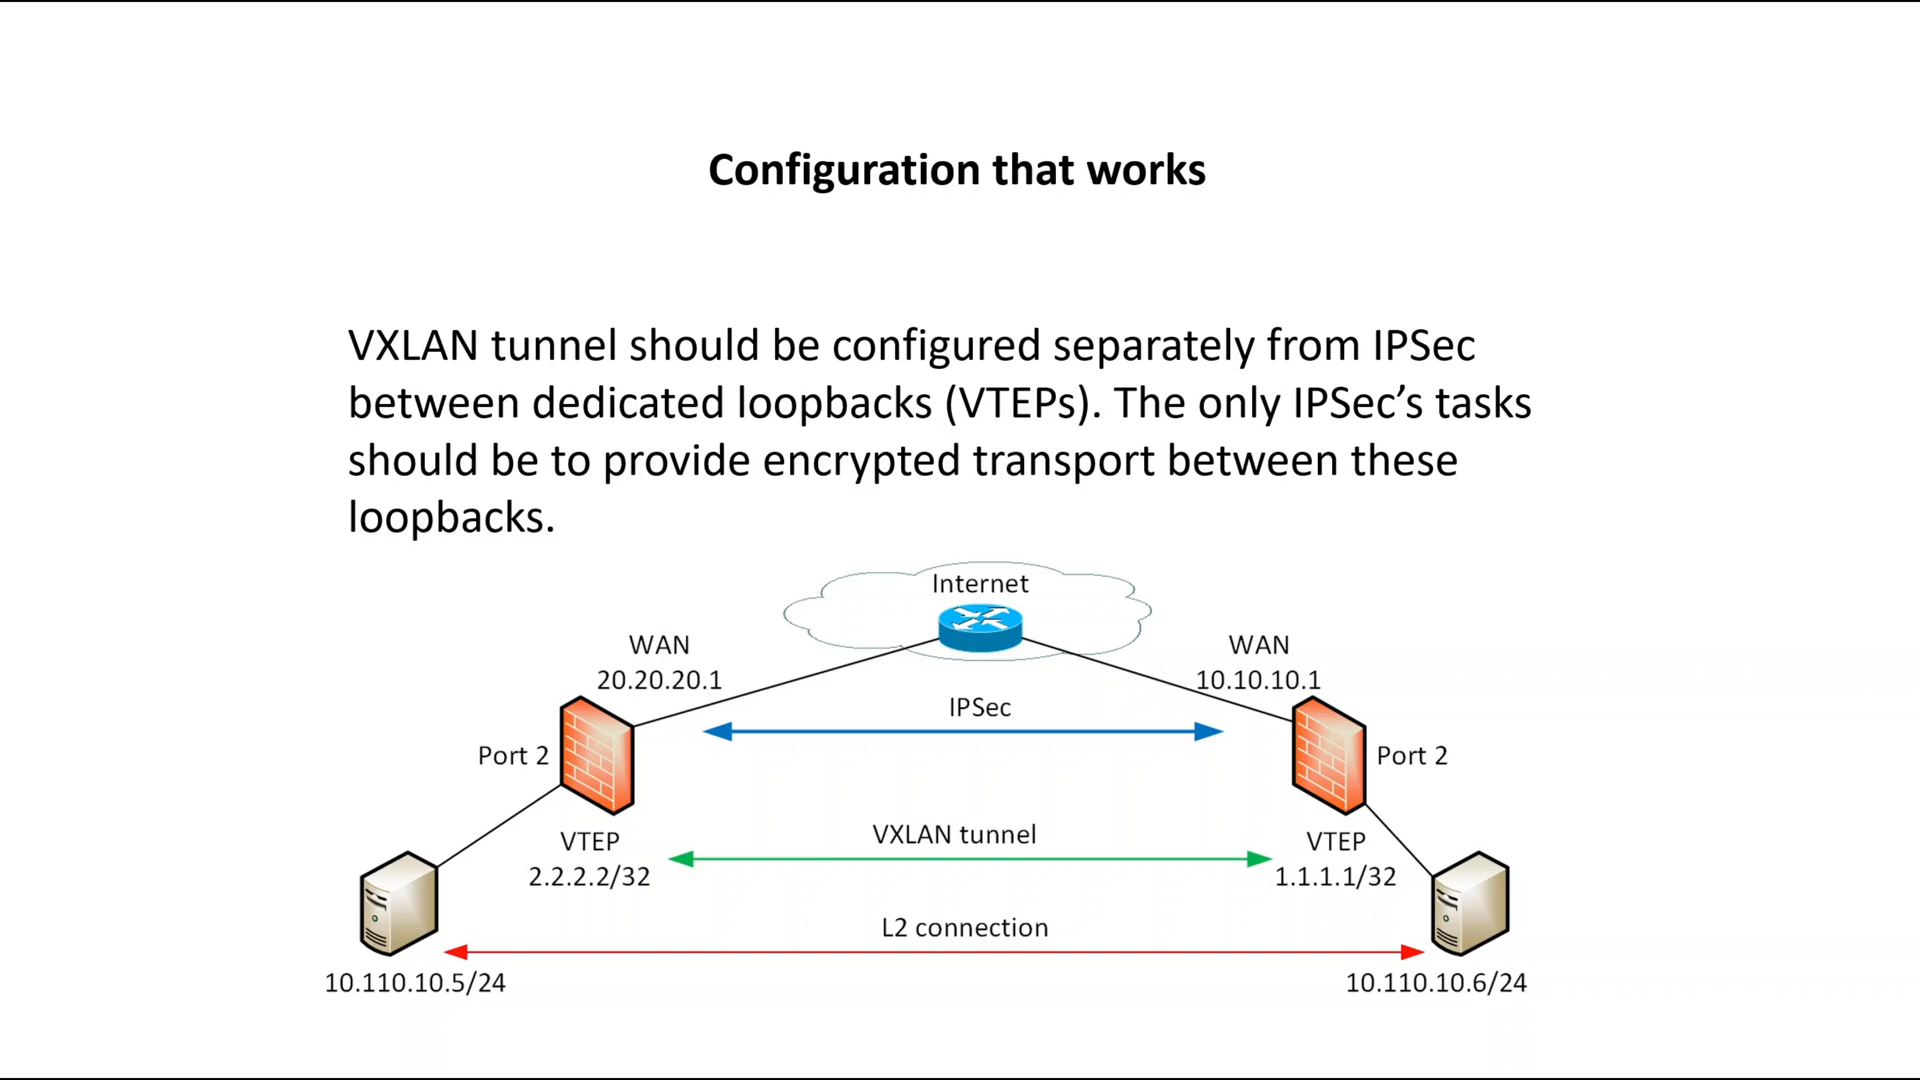 Configuration that works
VXLAN tunnel should be configured separately from IPSec
between dedicated loopbacks (VTEPs). The only IPSec’s tasks
should be to provide encrypted transport between these
loopbacks.
Internet
WAN
20.20.20.1
WAN
10.10.10.1
IPSec
Port 2
Port 2
VXLAN tunnel
VTEP
2.2.2.2/32
VTEP
1.1.1.1/32
L2 connection
10.110.10.5/24
10.110.10.6/24